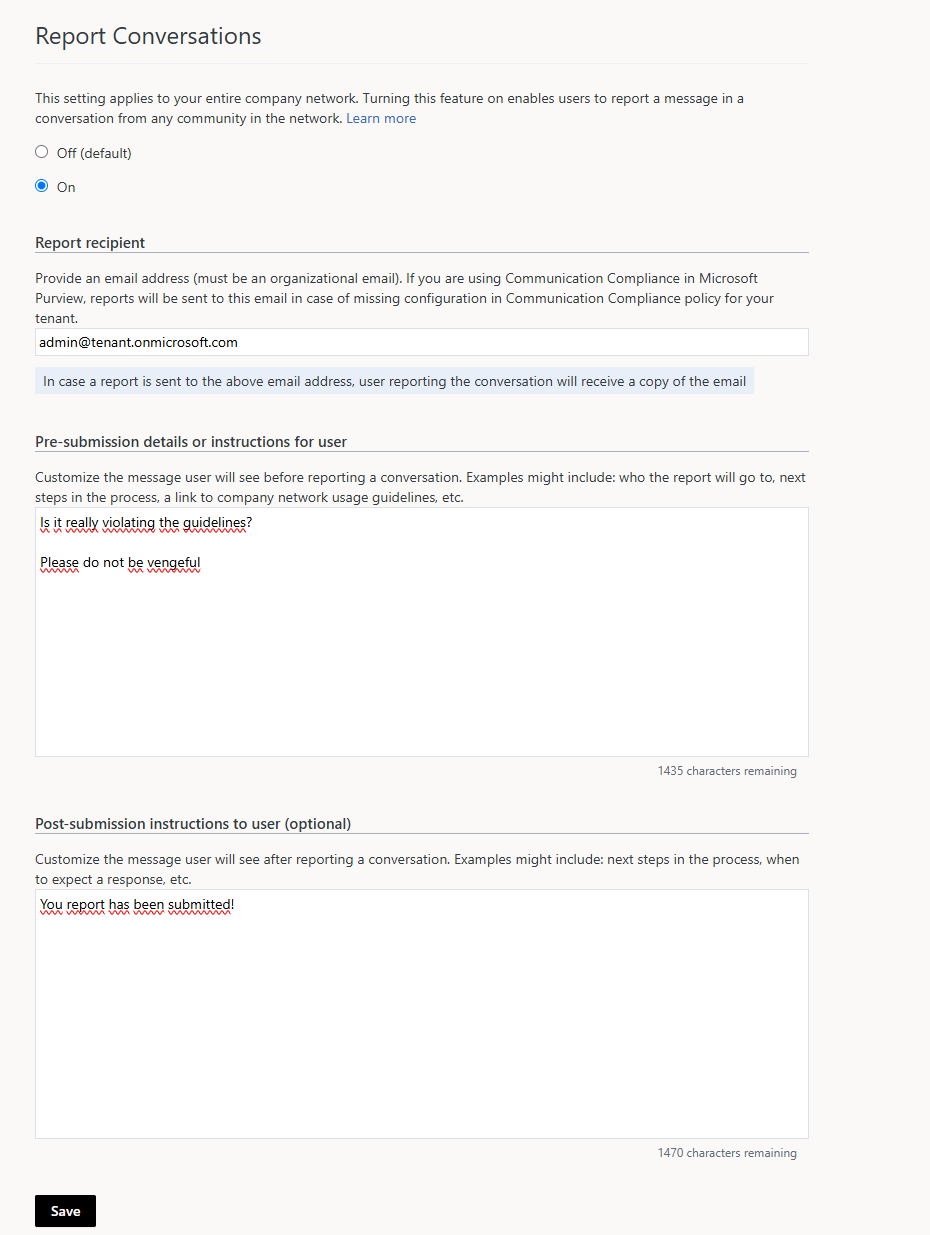 Report Conversations
This setting applies to your entire company network. Turning this feature on enables users to report a message in a
conversation from any community in the network. Learn more
Off (default)
On
Report recipient
Provide an email address (must be an organizational email). If you are using Communication Compliance in Microsoft
Purview, reports will be sent to this email in case of missing configuration in Communication Compliance policy for your
tenant.
admin@tenant.onmicrosoft.com
In case a report is sent to the above email address, user reporting the conversation will receive a copy of the email
Pre-submission details or instructions for user
Customize the message user will see before reporting a conversation. Examples might include: who the report will go to, next
steps in the process, a link to company network usage guidelines, etc.
Is it really violating the guidelines?
Please do not be vengeful
1435 characters remaining
Post-submission instructions to user (optional)
Customize the message user will see after reporting a conversation. Examples might include: next steps in the process, when
to expect a response, etc.
You report has been submitted!
1470 characters remaining
Save